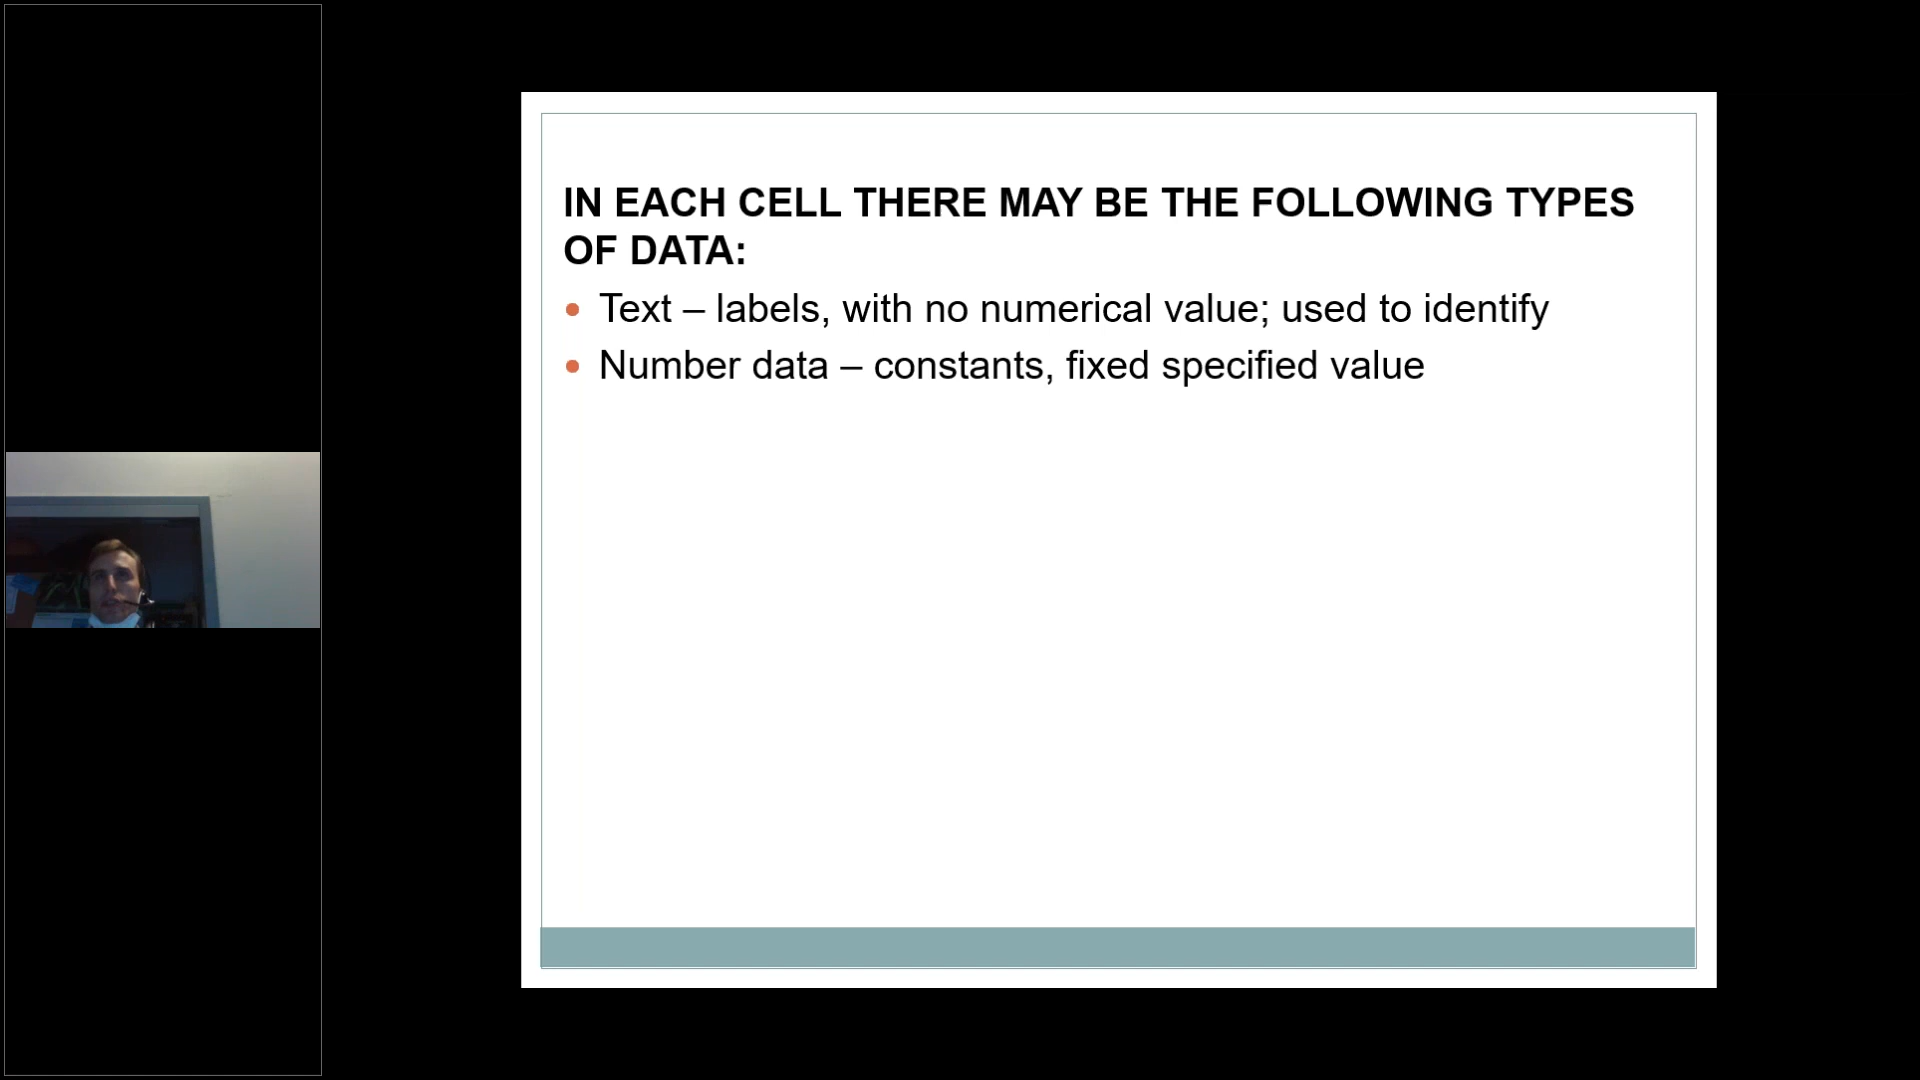 IN EACH CELL THERE MAY BE THE FOLLOWING TYPES
OF DATA:
• Text – labels, with no numerical value; used to identify
• Number data – constants, fixed specified value